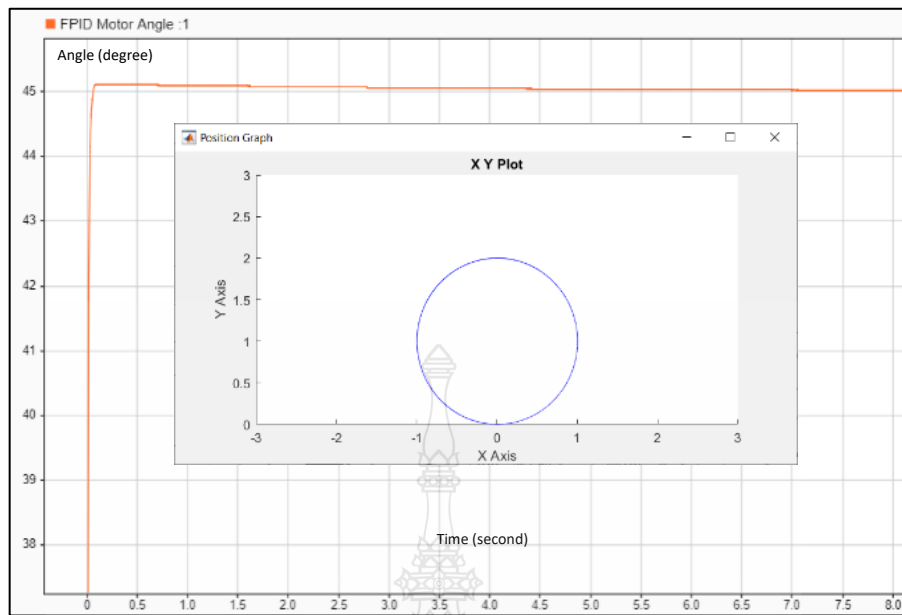 FPID Motor Angle :1
Angle (degree)
45
44
43
42
41
40
39
38
Position Graph
X Y Plot
3
2.5
2
1.5
1
0.5
0
Y Axis
-3 -2 -1 0 1 2 3
X Axis
Time (second)
0 0.5 1.0 1.5 2.0 2.5 3.0 3.5 4.0 4.5 5.0 5.5 6.0 6.5 7.0 7.5 8.0